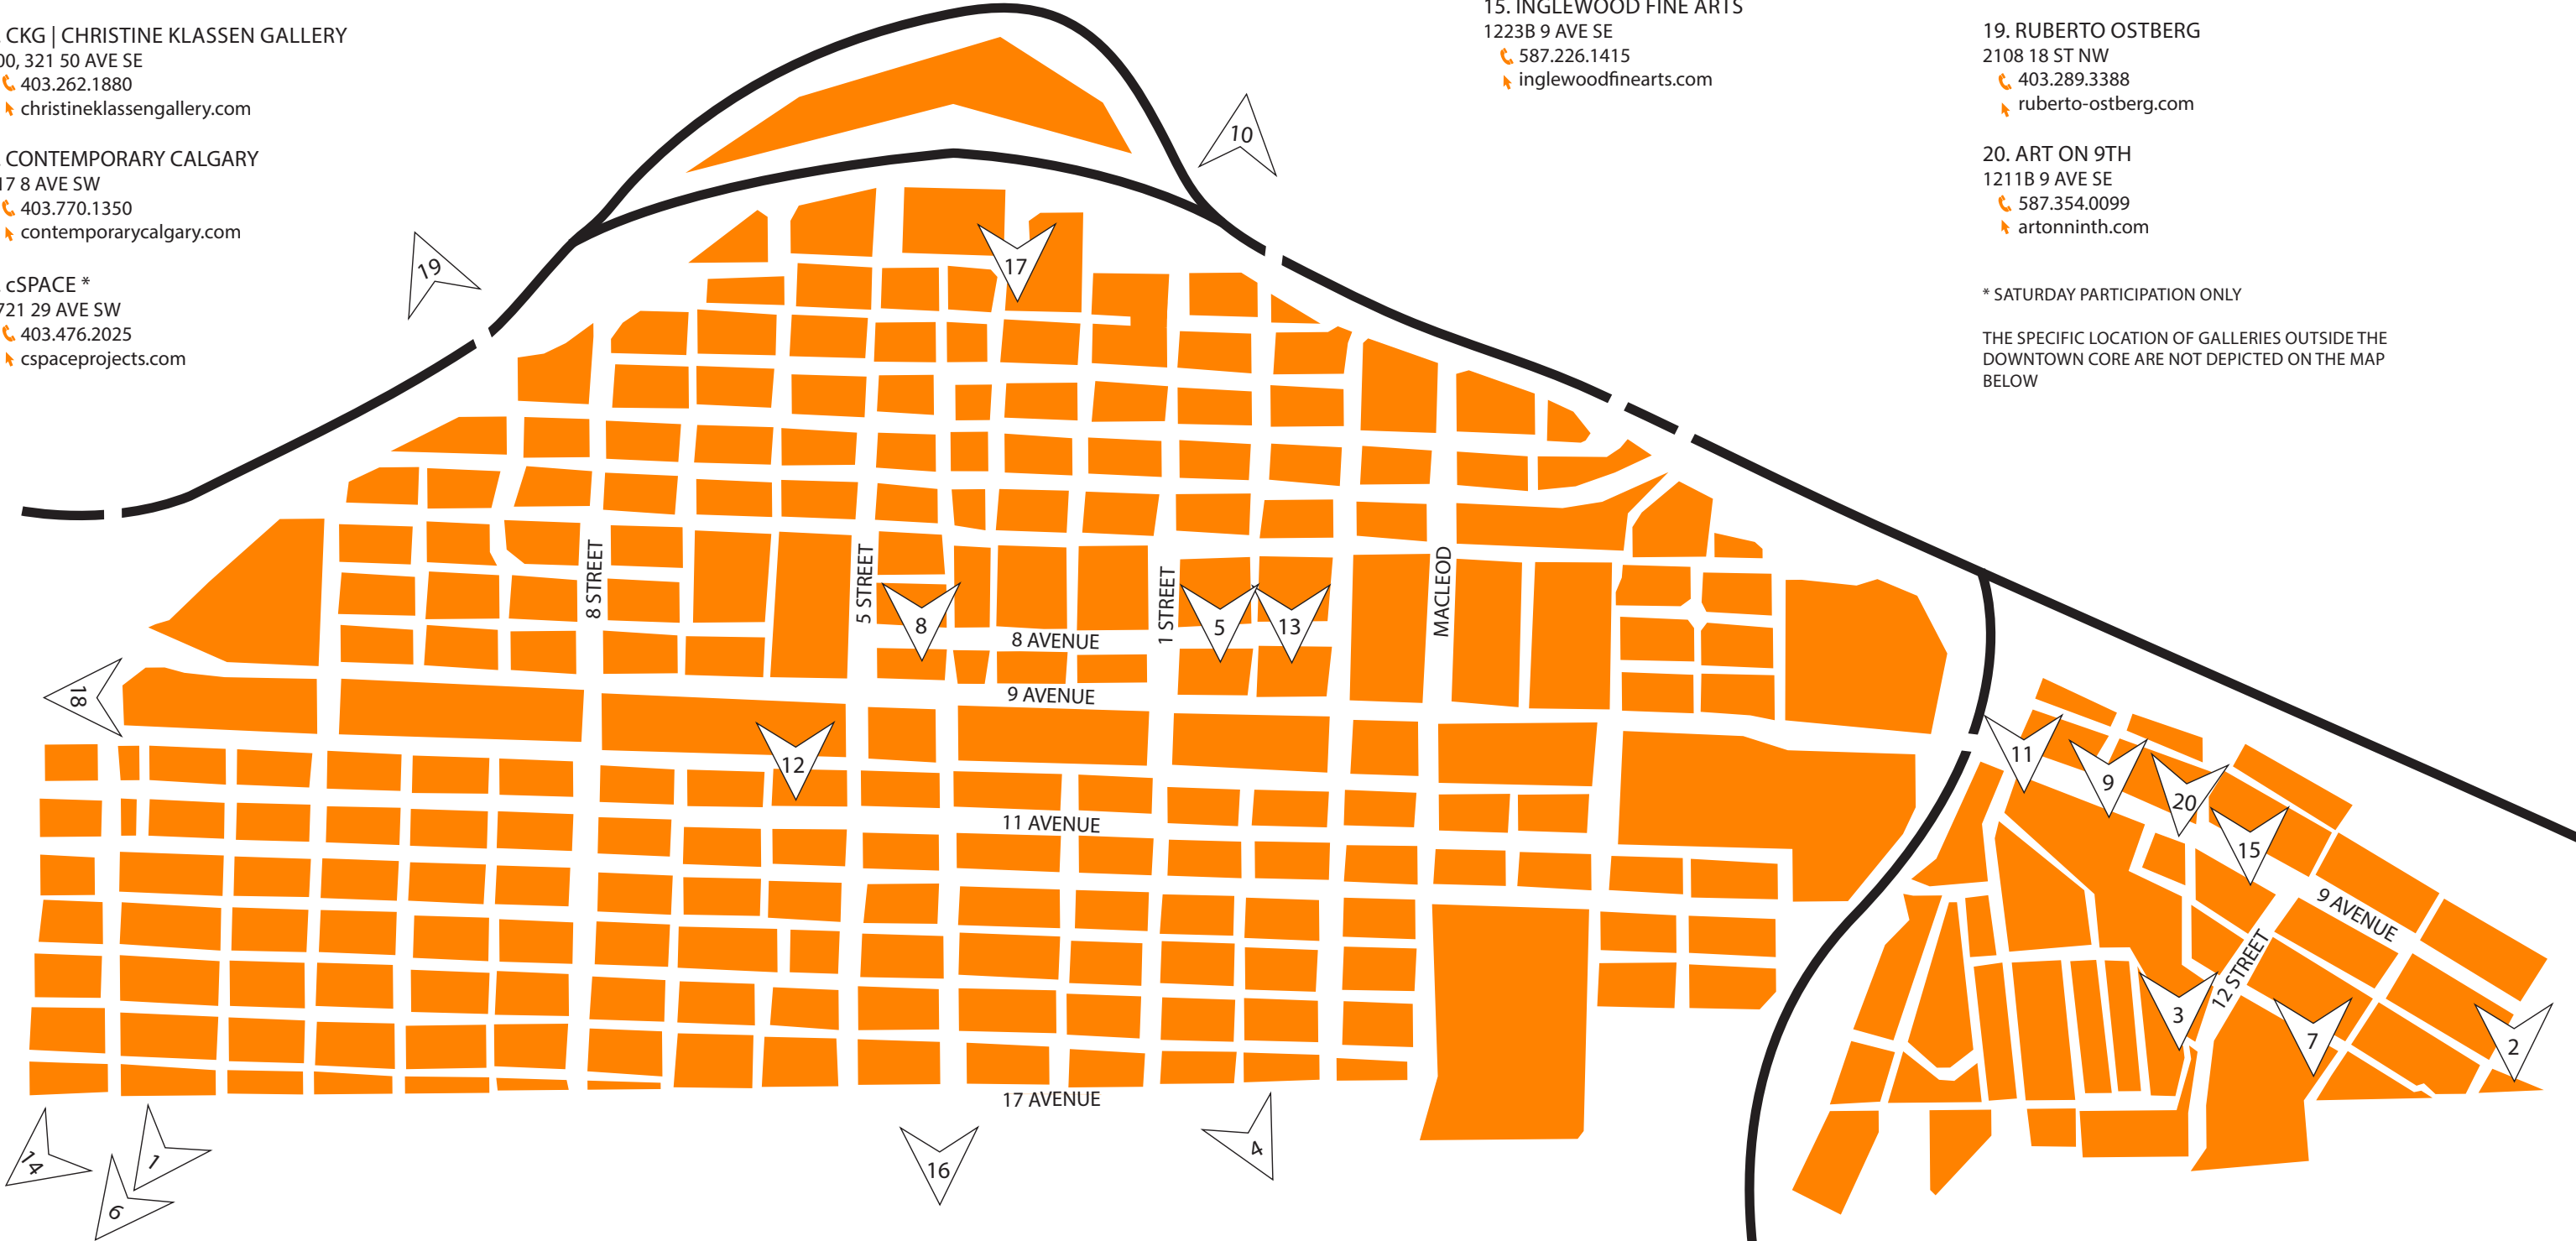 . CKG | CHRISTINE KLASSEN GALLERY
00, 321 50 AVE SE
403.262.1880
christineklassengallery.com
. CONTEMPORARY CALGARY
17 8 AVE SW
403.770.1350
contemporarycalgary.com
. cSPACE *
721 29 AVE SW
403.476.2025
cspaceprojects.com
15. INGLEWOOD FINE ARTS
1223B 9 AVE SE
587.226.1415
inglewoodfinearts.com
19. RUBERTO OSTBERG
2108 18 ST NW
403.289.3388
ruberto-ostberg.com
20. ART ON 9TH
1211B 9 AVE SE
587.354.0099
artonninth.com
* SATURDAY PARTICIPATION ONLY
THE SPECIFIC LOCATION OF GALLERIES OUTSIDE THE
DOWNTOWN CORE ARE NOT DEPICTED ON THE MAP
BELOW
10
19
17
8 STREET
5 STREET
1 STREET
MACLEOD
8
5
13
8 AVENUE
9 AVENUE
18
12
11
9
20
15
11 AVENUE
9 AVENUE
12 STREET
3
7
2
17 AVENUE
14
1
6
16
4